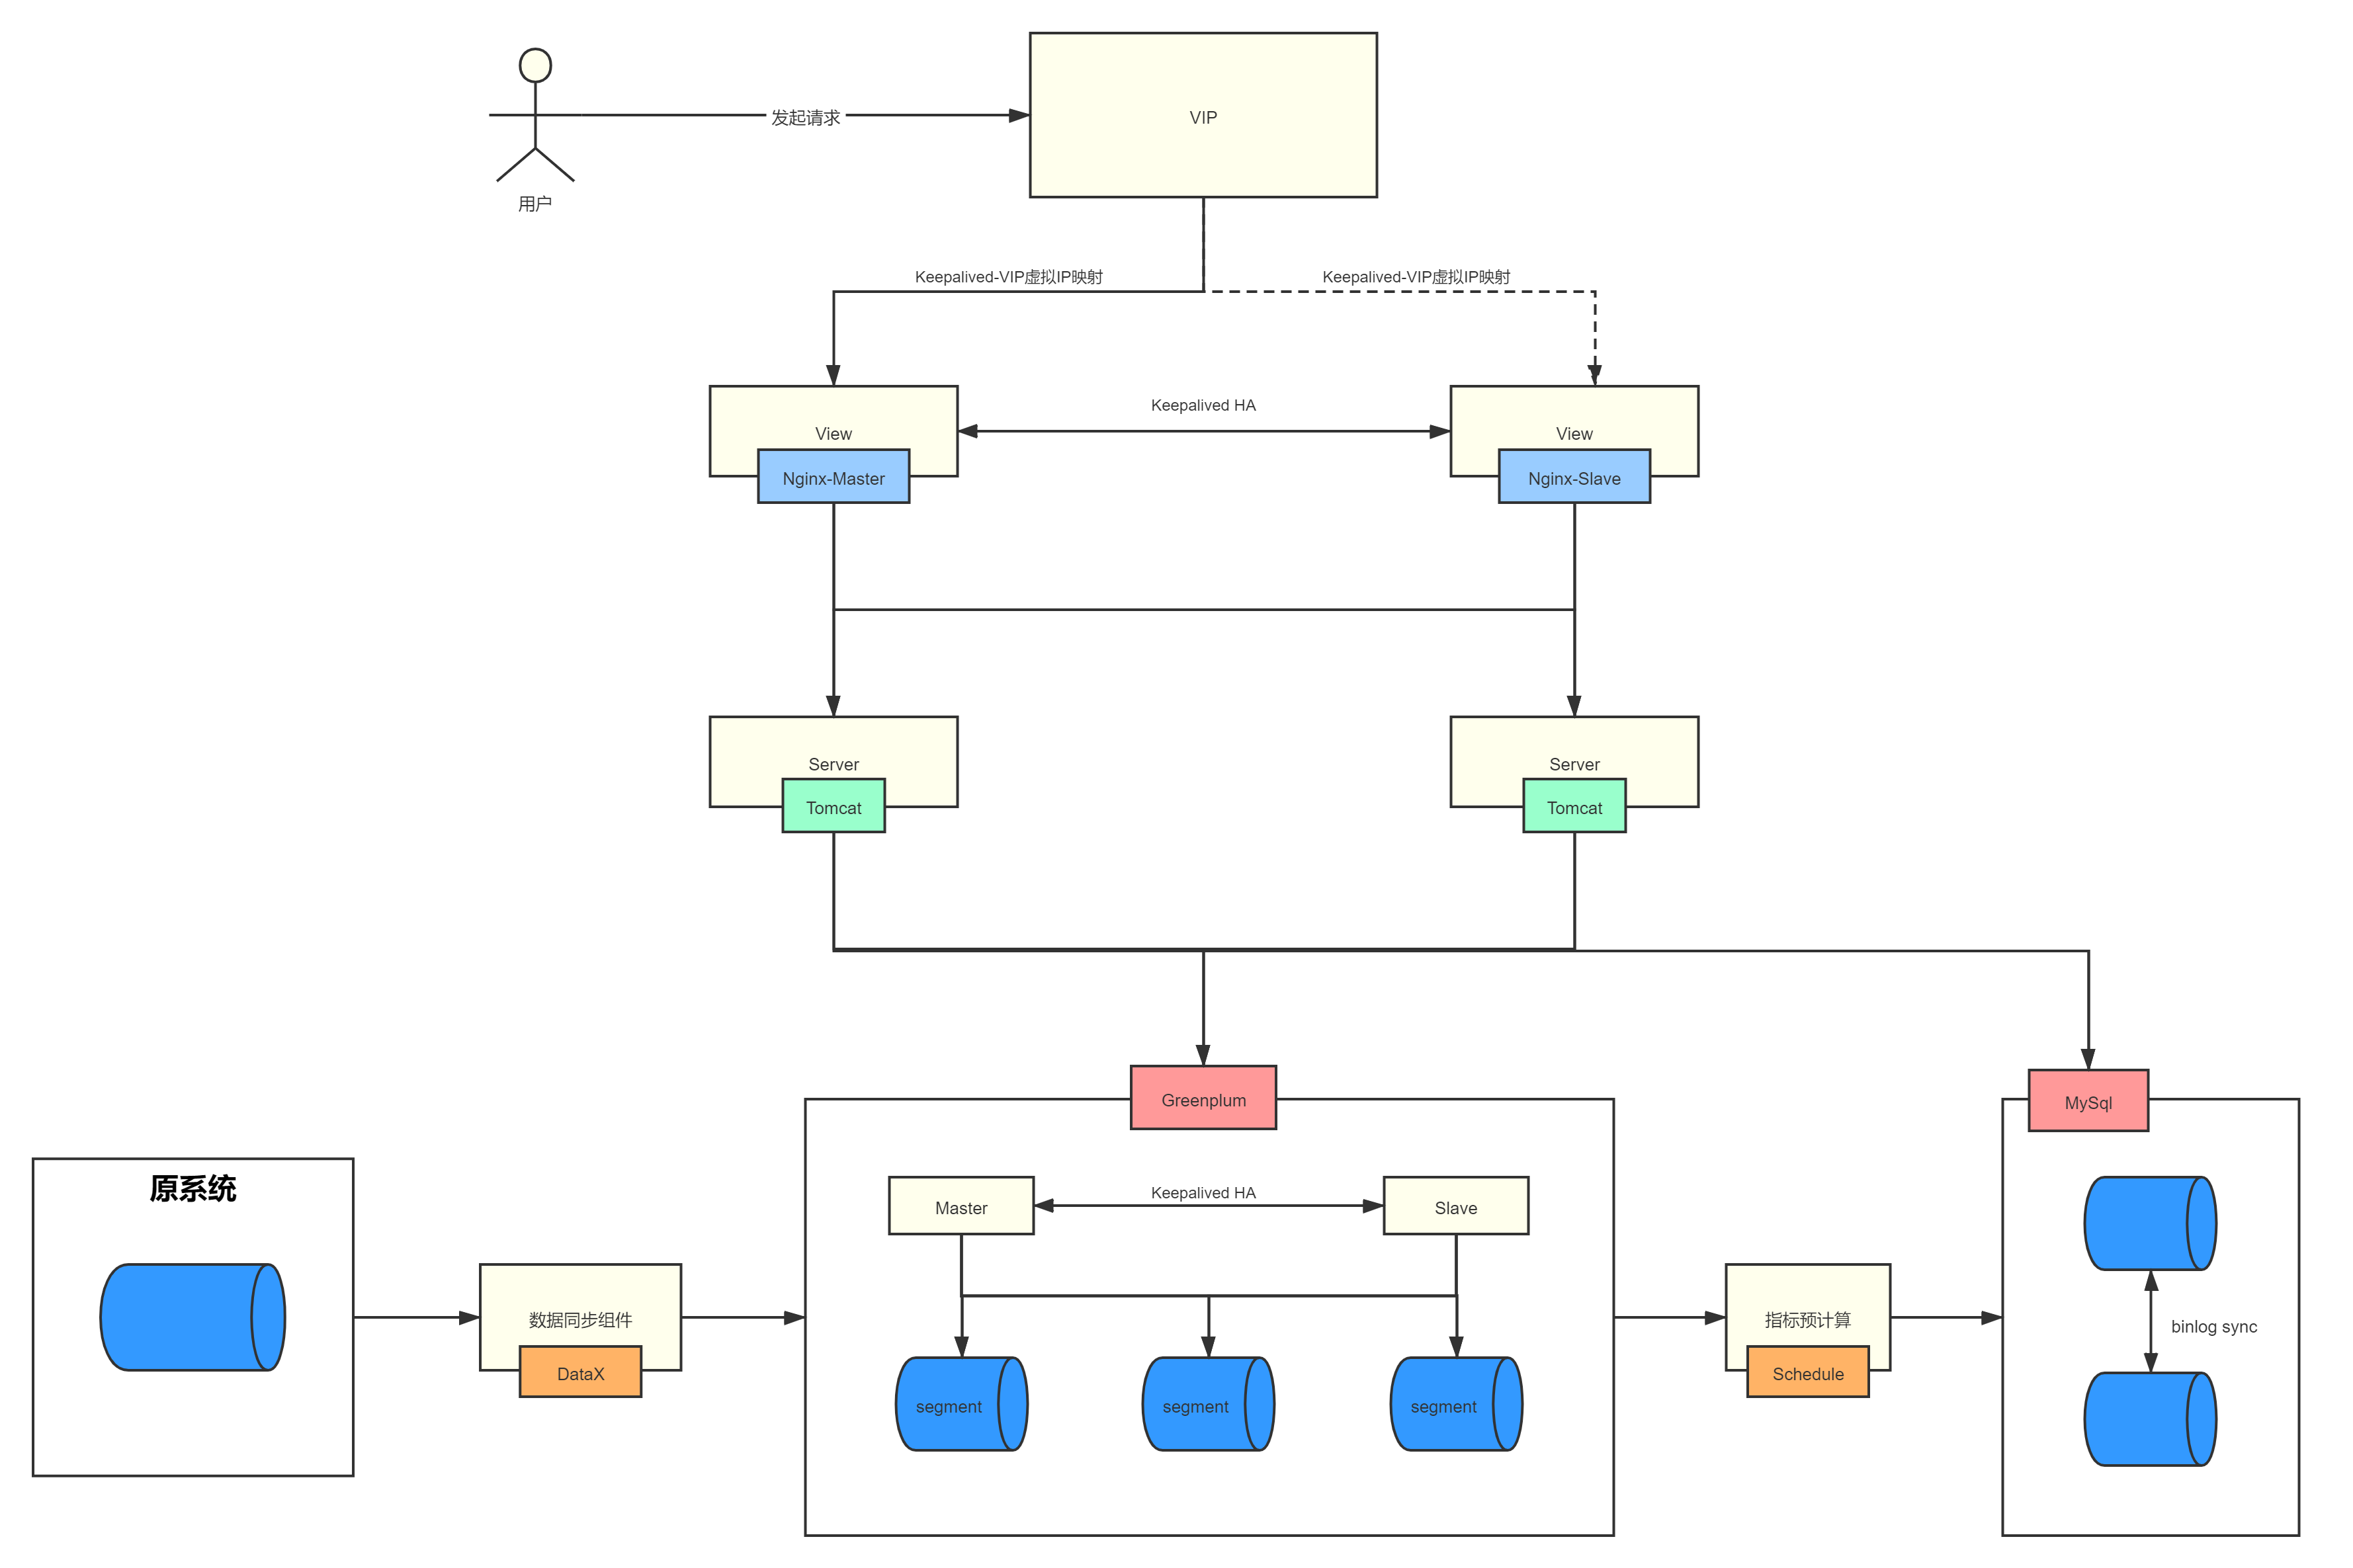 用户
发起请求
VIP
Keepalived-VIP虚拟IP映射
Keepalived-VIP虚拟IP映射
View
Nginx-Master
Keepalived HA
View
Nginx-Slave
Server
Tomcat
Server
Tomcat
Greenplum
MySql
原系统
数据同步组件
DataX
Master
Keepalived HA
Slave
segment
segment
segment
指标预计算
Schedule
binlog sync